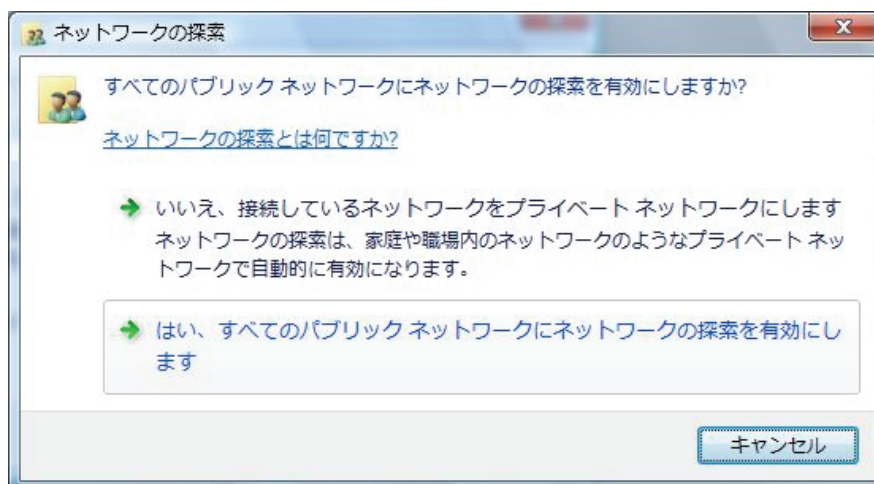 ネットワークの探索
すべてのパブリック ネットワークにネットワークの探索を有効にしますか?
ネットワークの探索とは何ですか?
いいえ、接続しているネットワークをプライベート ネットワークにします
ネットワークの探索は、家庭や職場内のネットワークのようなプライベート ネッ
トワークで自動的に有効になります。
はい、すべてのパブリック ネットワークにネットワークの探索を有効にし
ます
キャンセル